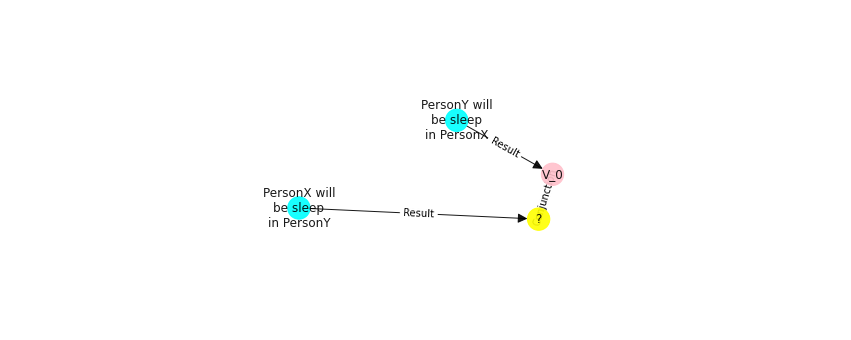 PersonY will
be sleep
in PersonX
Result
V_0
junct
PersonX will
be sleep
in PersonY
Result
?